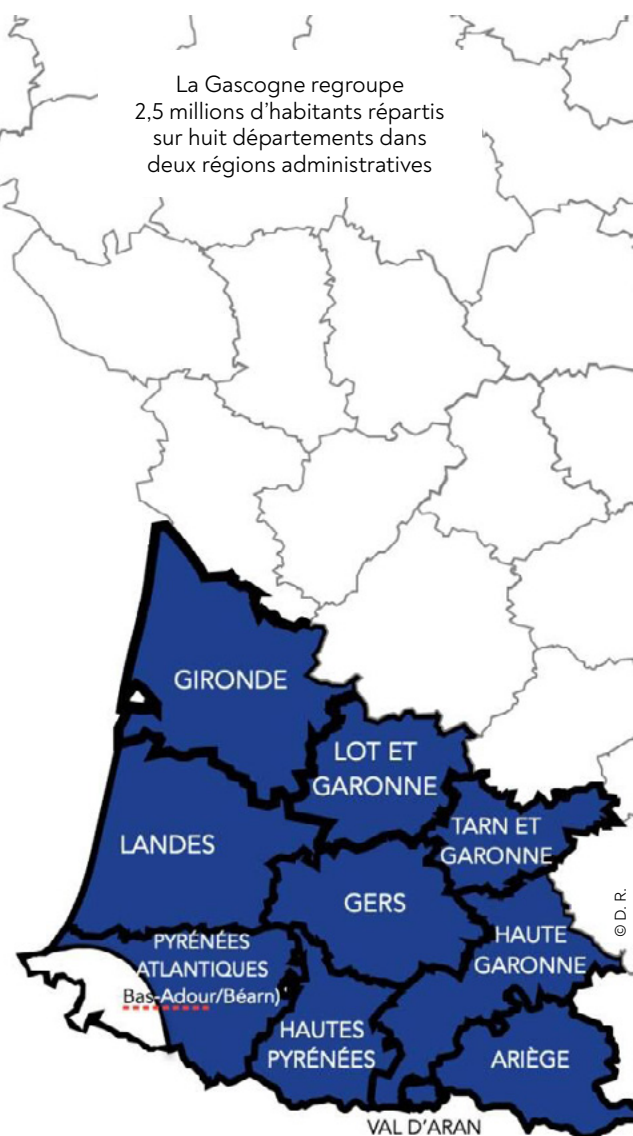 La Gascogne regroupe
2,5 millions d’habitants répartis
sur huit départements dans
deux régions administratives
GIRONDE
LOT ET
GARONNE
LANDES
TARN ET
GARONNE
GERS
© D. R.
HAUTE
GARONNE
PYRÉNÉES
ATLANTIQUES
Bas-Adour/Béarn)
HAUTES
PYRÉNÉES
ARIÈGE
VAL D’ARAN